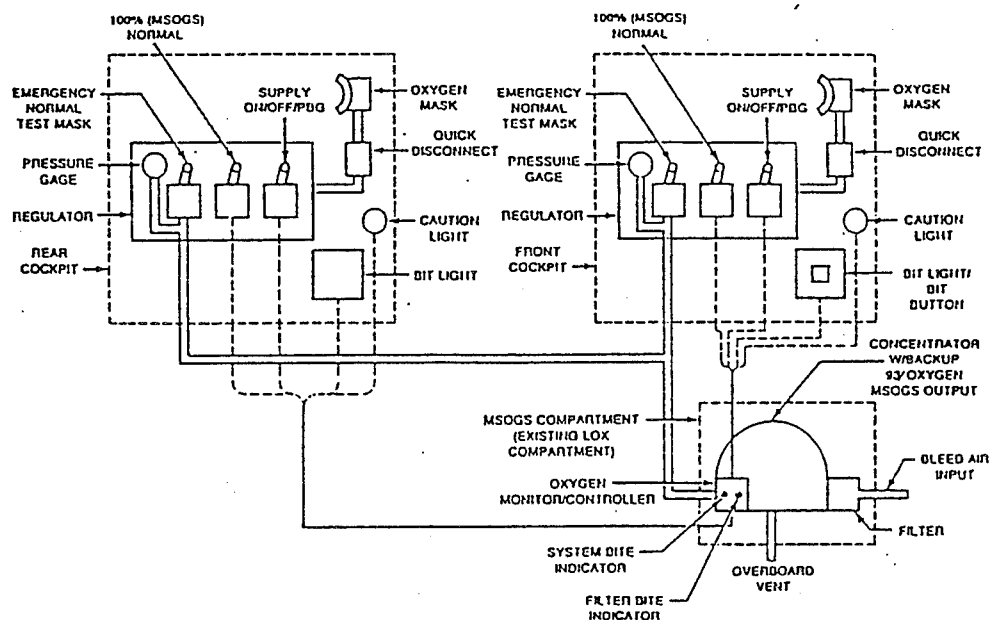 100% (MSOGS)
NORMAL
EMERGENCY
NORMAL
TEST MASK
SUPPLY
ON/OFF/PBG
OXYGEN
MASK
QUICK
DISCONNECT
PRESSURE
GAGE
REGULATOR
CAUTION
LIGHT
REAR
COCKPIT
BIT LIGHT
100% (MSOGS)
NORMAL
EMERGENCY
NORMAL
TEST MASK
SUPPLY
ON/OFF/PBG
OXYGEN
MASK
QUICK
DISCONNECT
PRESSURE
GAGE
REGULATOR
CAUTION
LIGHT
FRONT
COCKPIT
BIT LIGHT/
BIT
BUTTON
CONCENTRATOR
W/BACKUP
93/OXYGEN
MSOGS OUTPUT
MSOGS COMPARTMENT
(EXISTING LOX
COMPARTMENT)
BLEED AIR
INPUT
OXYGEN
MONITOR/CONTROLLER
FILTER
SYSTEM BITE
INDICATOR
OVERBOARD
VENT
FILTER BITE
INDICATOR